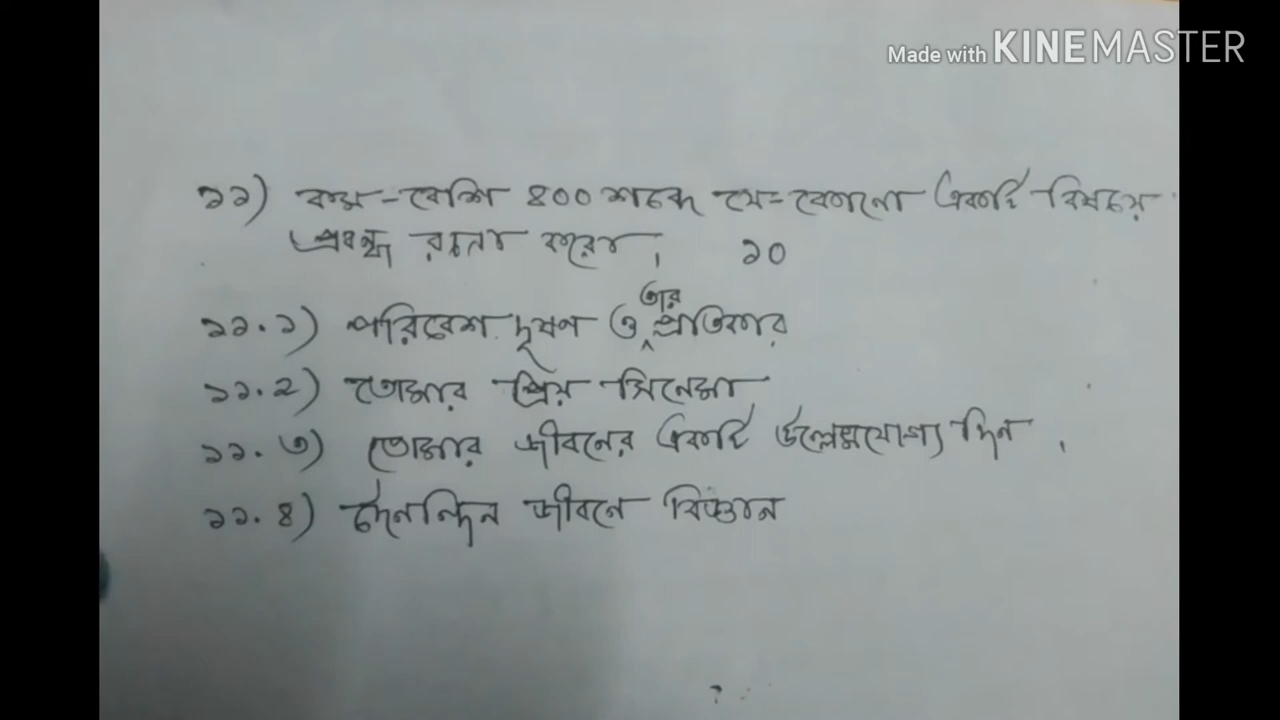 Made with KINEMASTER
১১) কম-বেশি ৪০০ শব্দে যে-কোনো একটি বিষয়ে
প্রবন্ধ রচনা করো। ১০
১১.১) পরিবেশ দূষণ ও তার প্রতিকার
১১.২) তোমার প্রিয় সিনেমা
১১.৩) তোমার জীবনের একটি উল্লেখযোগ্য দিন।
১১.৪) দৈনন্দিন জীবনে বিজ্ঞান